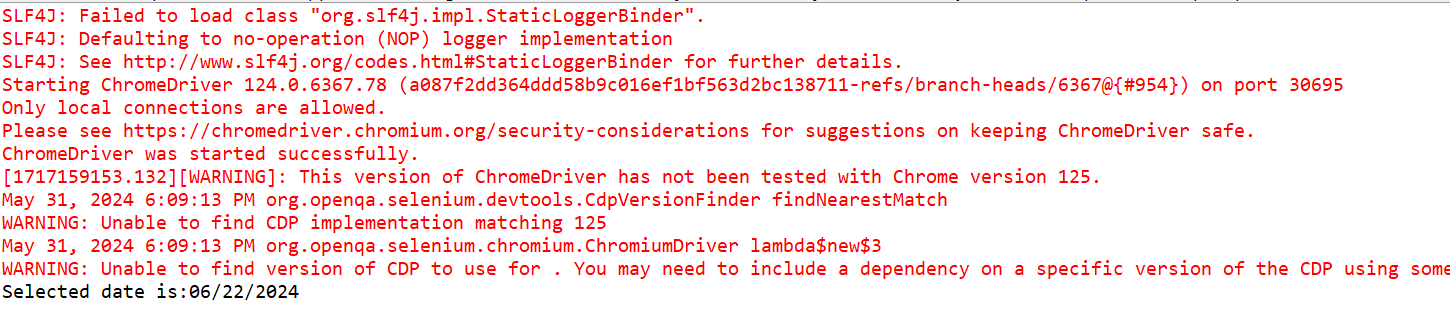 SLF4J: Failed to load class "org.slf4j.impl.StaticLoggerBinder".
SLF4J: Defaulting to no-operation (NOP) logger implementation
SLF4J: See http://www.slf4j.org/codes.html#StaticLoggerBinder for further details.
Starting ChromeDriver 124.0.6367.78 (a087f2dd364ddd58b9c016ef1bf563d2bc138711-refs/branch-heads/6367@{#954}) on port 30695
Only local connections are allowed.
Please see https://chromedriver.chromium.org/security-considerations for suggestions on keeping ChromeDriver safe.
ChromeDriver was started successfully.
[1717159153.132][WARNING]: This version of ChromeDriver has not been tested with Chrome version 125.
May 31, 2024 6:09:13 PM org.openqa.selenium.devtools.CdpVersionFinder findNearestMatch
WARNING: Unable to find CDP implementation matching 125
May 31, 2024 6:09:13 PM org.openqa.selenium.chromium.ChromiumDriver lambda$new$3
WARNING: Unable to find version of CDP to use for . You may need to include a dependency on a specific version of the CDP using some
Selected date is:06/22/2024